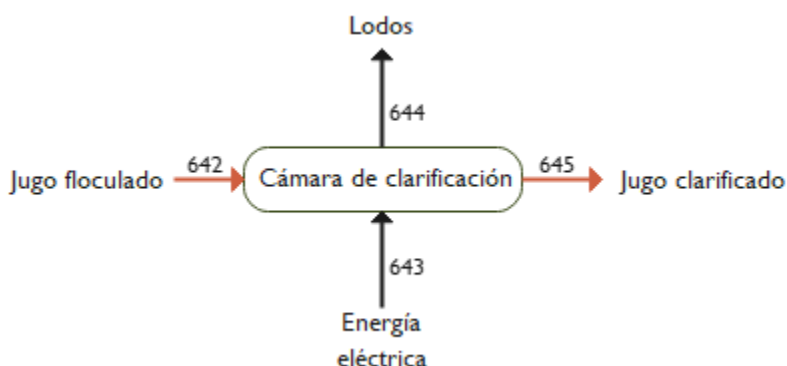 Lodos
644
Jugo floculado
642
Cámara de clarificación
645
Jugo clarificado
643
Energía
eléctrica